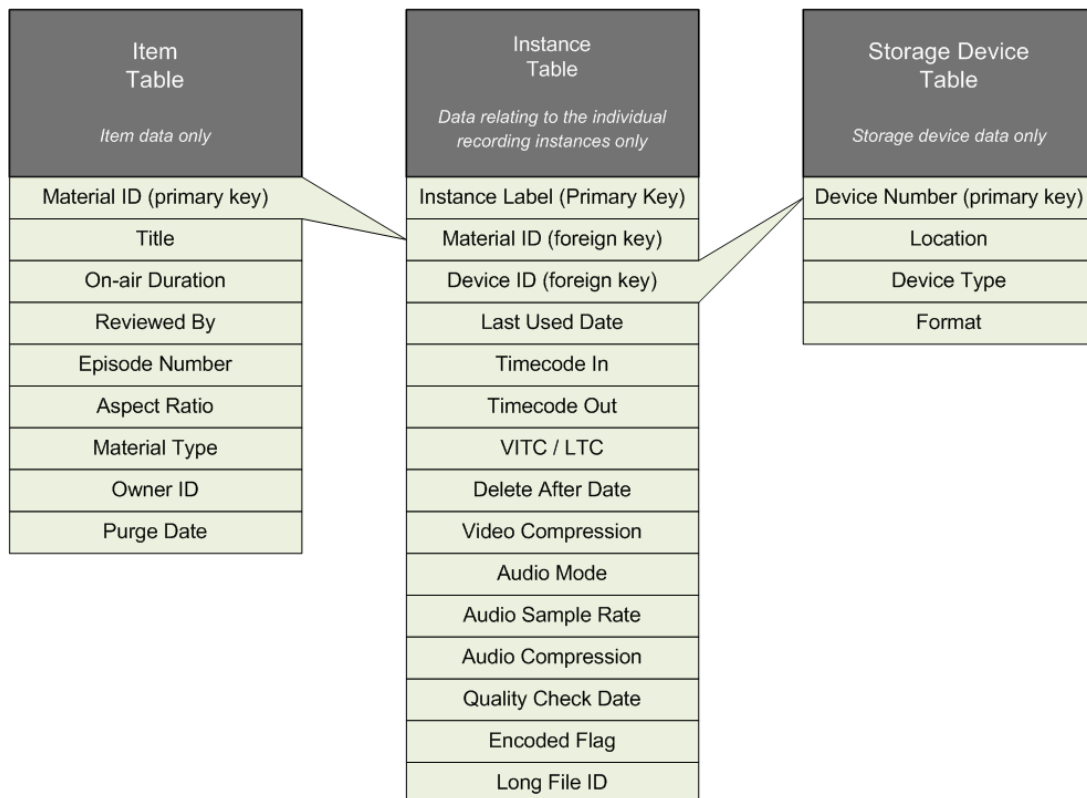 Item
Table
Item data only
Material ID (primary key)
Title
On-air Duration
Reviewed By
Episode Number
Aspect Ratio
Material Type
Owner ID
Purge Date
Instance
Table
Data relating to the individual
recording instances only
Instance Label (Primary Key)
Material ID (foreign key)
Device ID (foreign key)
Last Used Date
Timecode In
Timecode Out
VITC / LTC
Delete After Date
Video Compression
Audio Mode
Audio Sample Rate
Audio Compression
Quality Check Date
Encoded Flag
Long File ID
Storage Device
Table
Storage device data only
Device Number (primary key)
Location
Device Type
Format